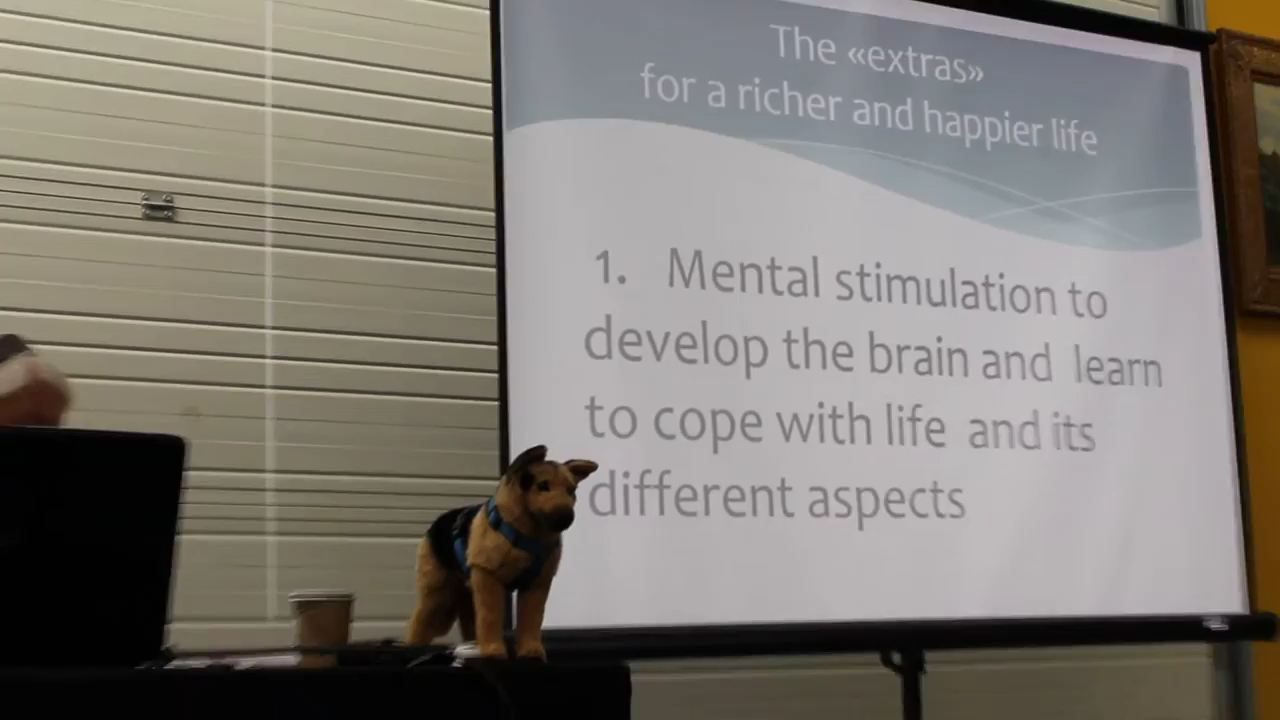 The «extras»
for a richer and happier life
1. Mental stimulation to
develop the brain and learn
to cope with life and its
different aspects